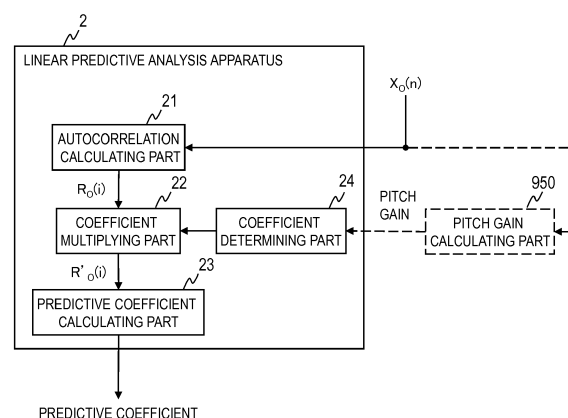 2
LINEAR PREDICTIVE ANALYSIS APPARATUS
X_O(n)
21
AUTOCORRELATION
CALCULATING PART
R_O(i)
22
24
PITCH
GAIN
950
COEFFICIENT
MULTIPLYING PART
COEFFICIENT
DETERMINING PART
PITCH GAIN
CALCULATING PART
R'_O(i)
23
PREDICTIVE COEFFICIENT
CALCULATING PART
PREDICTIVE COEFFICIENT